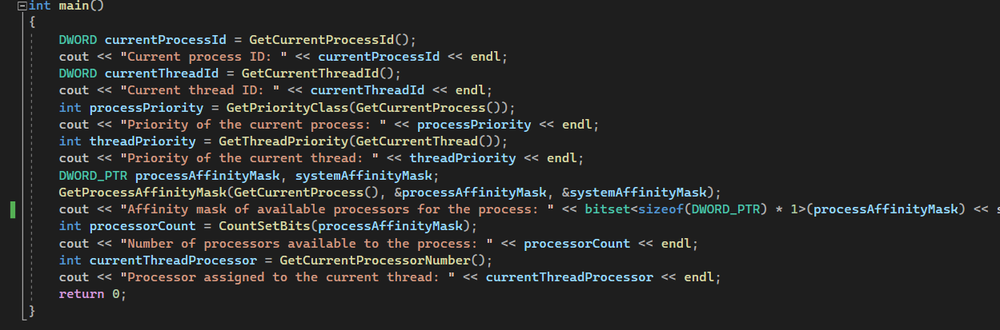 int main()
{
DWORD currentProcessId = GetCurrentProcessId();
cout << "Current process ID: " << currentProcessId << endl;
DWORD currentThreadId = GetCurrentThreadId();
cout << "Current thread ID: " << currentThreadId << endl;
int processPriority = GetPriorityClass(GetCurrentProcess());
cout << "Priority of the current process: " << processPriority << endl;
int threadPriority = GetThreadPriority(GetCurrentThread());
cout << "Priority of the current thread: " << threadPriority << endl;
DWORD_PTR processAffinityMask, systemAffinityMask;
GetProcessAffinityMask(GetCurrentProcess(), &processAffinityMask, &systemAffinityMask);
cout << "Affinity mask of available processors for the process: " << bitset<sizeof(DWORD_PTR) * 1>(processAffinityMask) << s
int processorCount = CountSetBits(processAffinityMask);
cout << "Number of processors available to the process: " << processorCount << endl;
int currentThreadProcessor = GetCurrentProcessorNumber();
cout << "Processor assigned to the current thread: " << currentThreadProcessor << endl;
return 0;
}